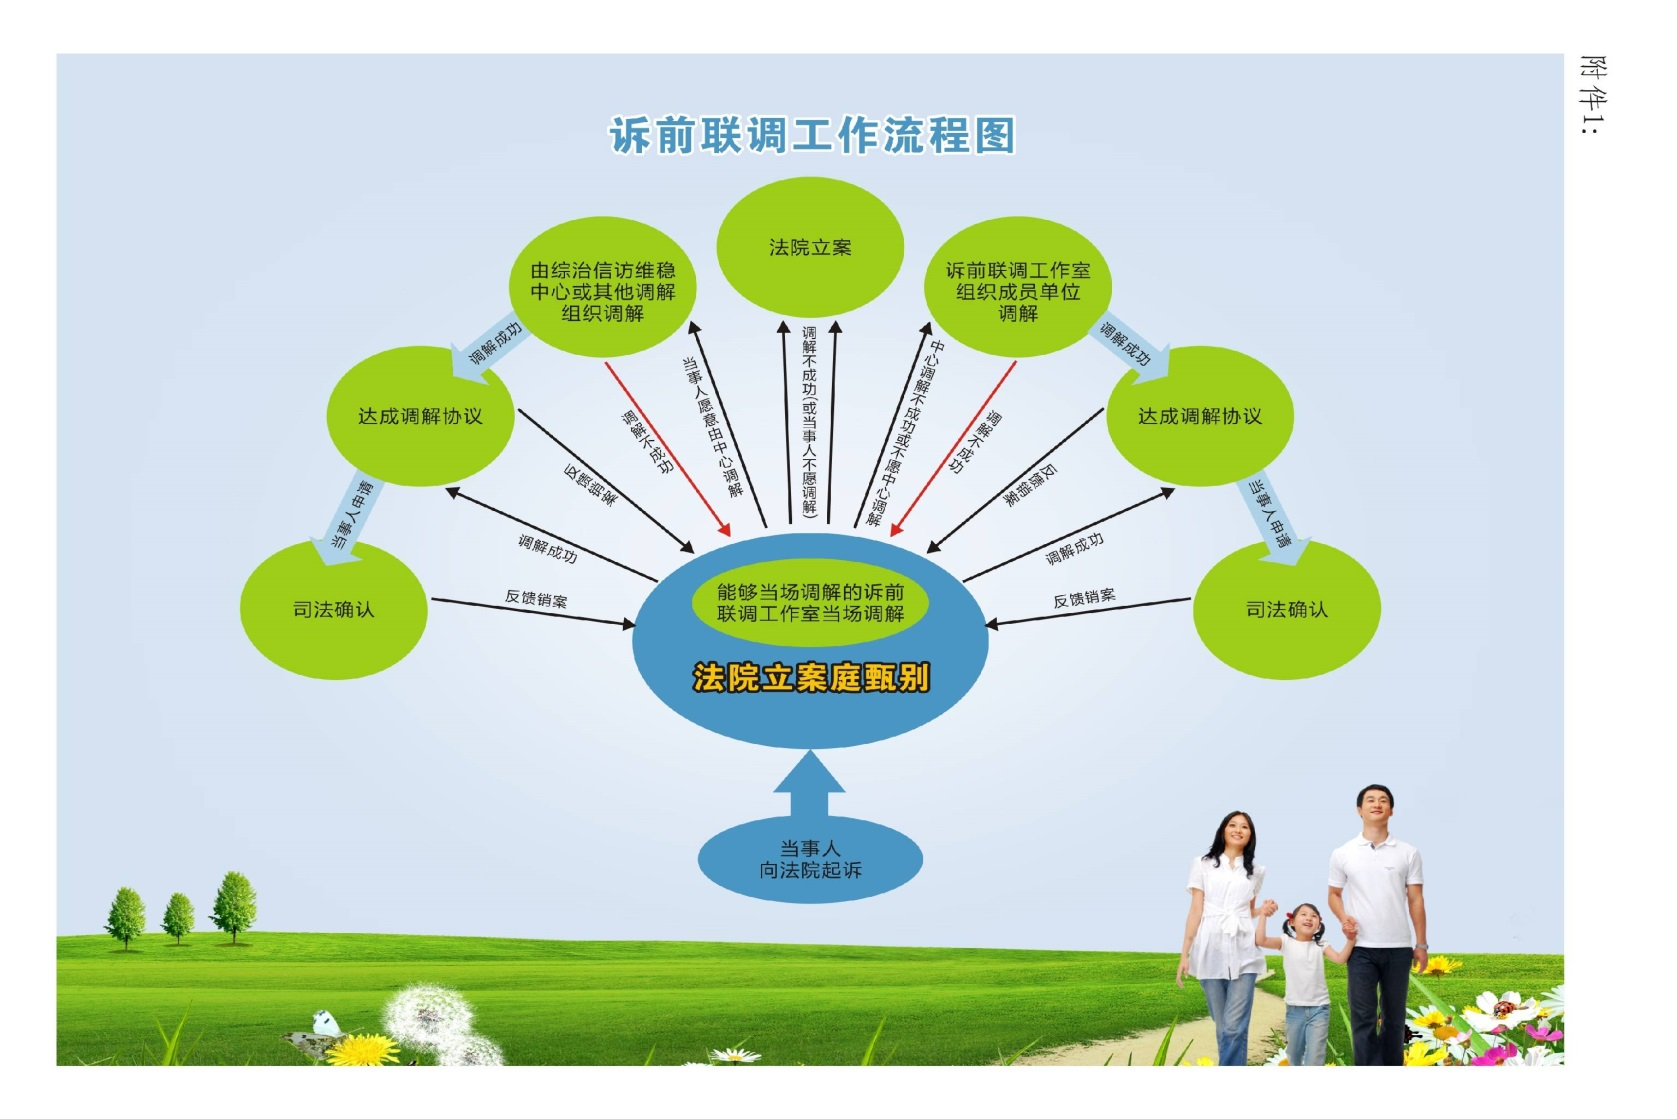 附件1:
诉前联调工作流程图
法院立案
由综治信访维稳
中心或其他调解
组织调解
诉前联调工作室
组织成员单位
调解
调解成功
调解成功
达成调解协议
达成调解协议
调解不成功
当事人愿意由中心调解
调解不成功(或当事人不愿调解)
中心调解不成功或不愿中心调解
调解不成功
反馈销案
反馈销案
当事人申请
当事人申请
调解成功
调解成功
司法确认
司法确认
反馈销案
反馈销案
能够当场调解的诉前
联调工作室当场调解
法院立案庭甄别
当事人
向法院起诉